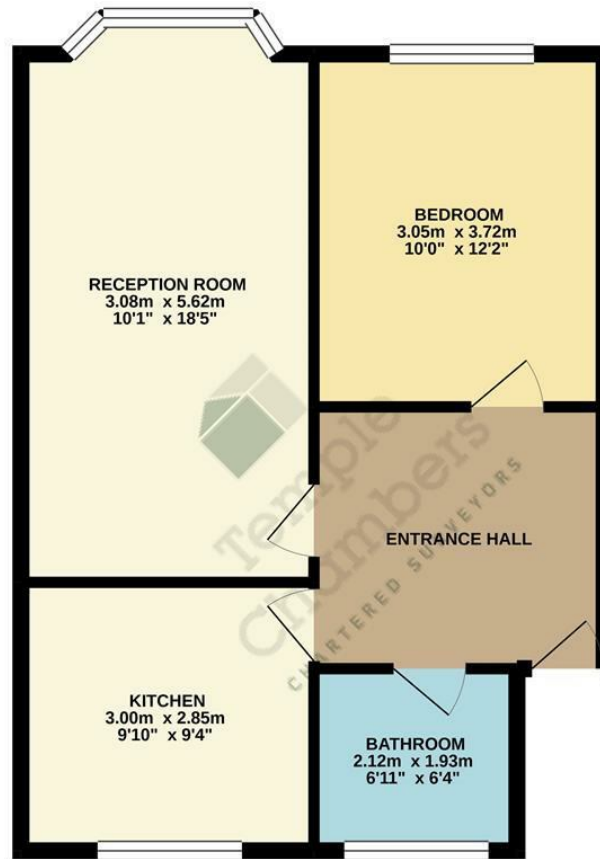 BEDROOM
3.05m x 3.72m
10'0" x 12'2"
RECEPTION ROOM
3.08m x 5.62m
10'1" x 18'5"
Temple
Chambers
CHARTERED SURVEYORS
ENTRANCE HALL
KITCHEN
3.00m x 2.85m
9'10" x 9'4"
BATHROOM
2.12m x 1.93m
6'11" x 6'4"